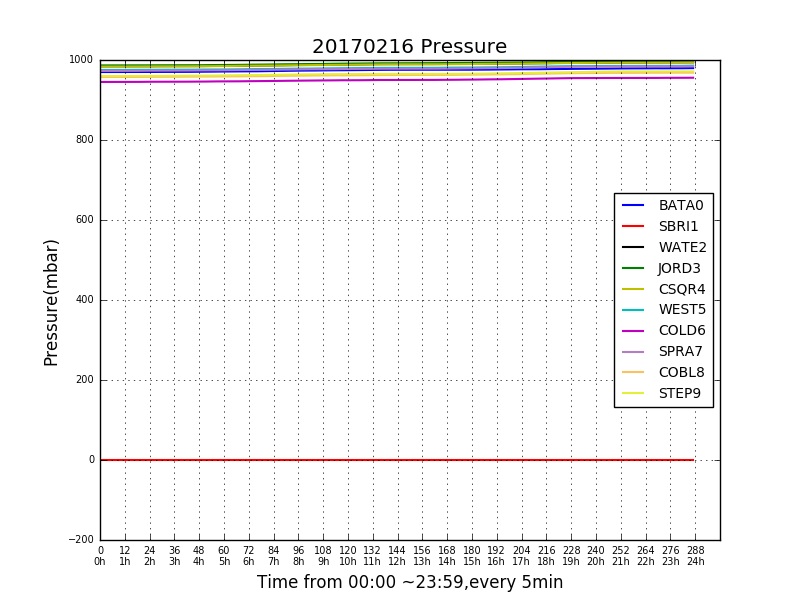 20170216 Pressure
1000
800
600
400
200
0
−200
Pressure(mbar)
BATA0
SBRI1
WATE2
JORD3
CSQR4
WEST5
COLD6
SPRA7
COBL8
STEP9
0 12 24 36 48 60 72 84 96 108 120 132 144 156 168 180 192 204 216 228 240 252 264 276 288
0h 1h 2h 3h 4h 5h 6h 7h 8h 9h 10h 11h 12h 13h 14h 15h 16h 17h 18h 19h 20h 21h 22h 23h 24h
Time from 00:00 ~23:59,every 5min